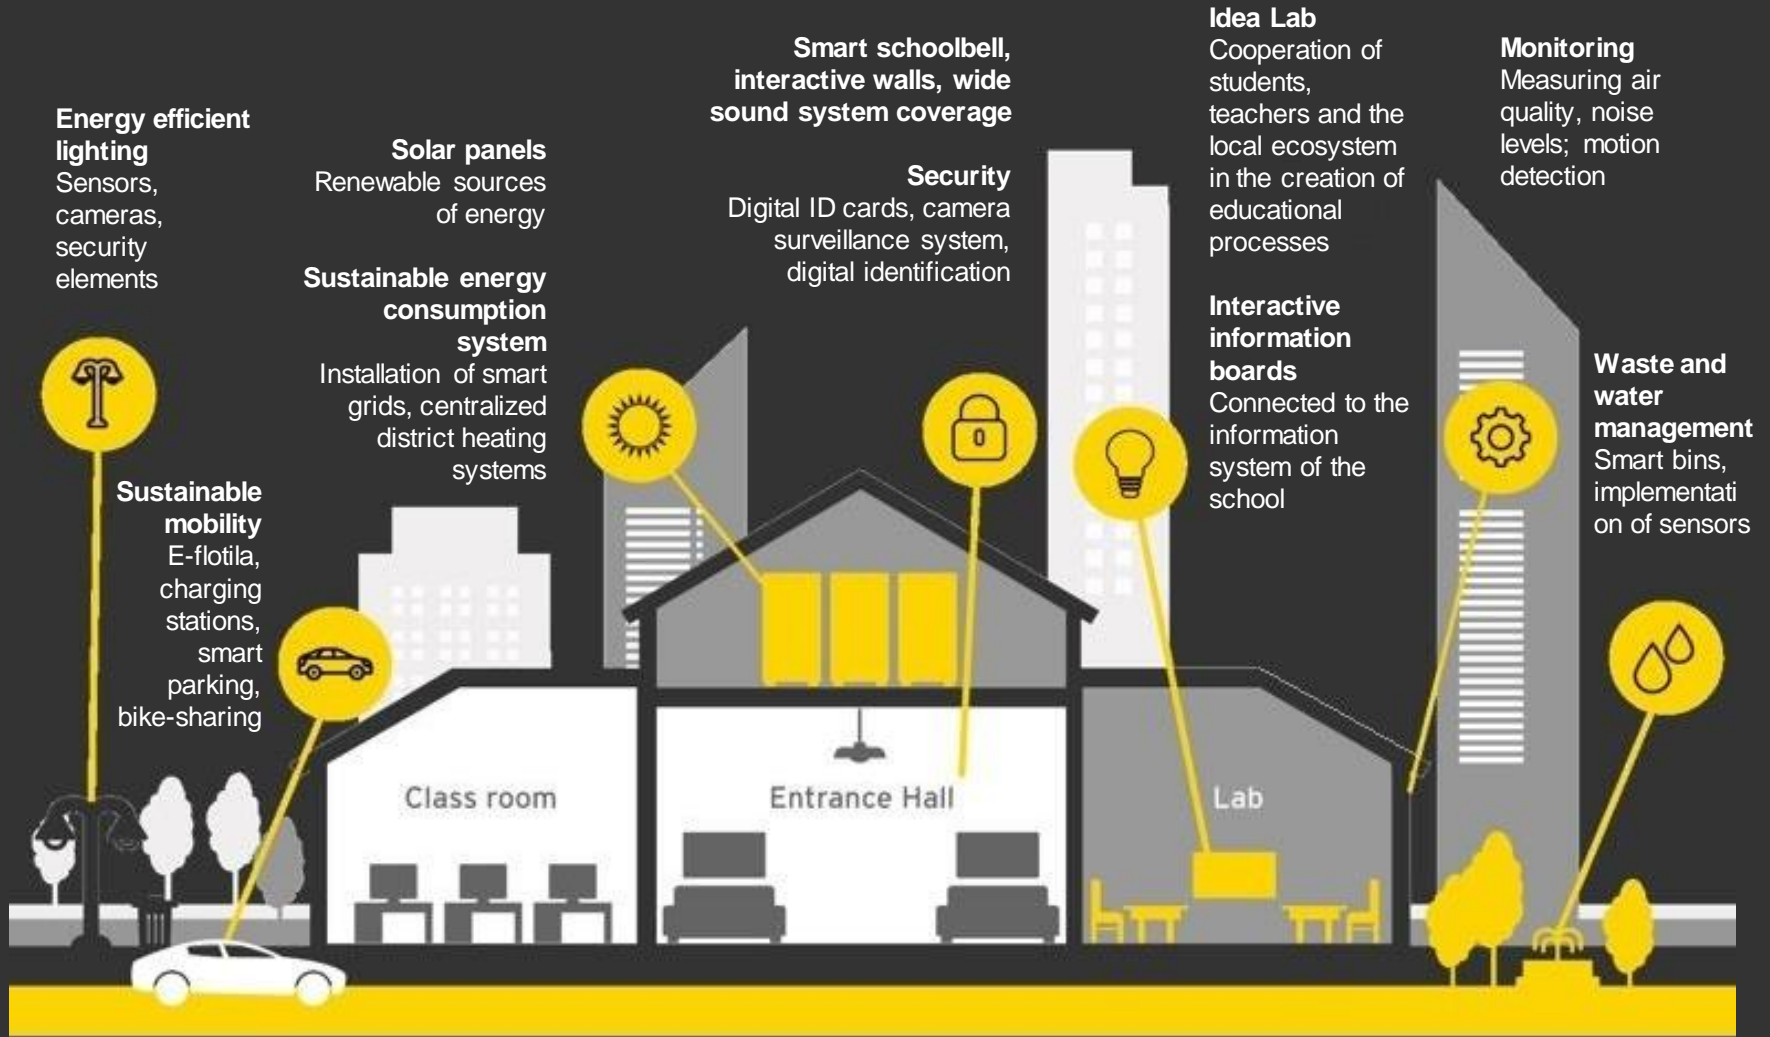 Energy efficient
lighting
Sensors,
cameras,
security
elements
Sustainable
mobility
E-flotila,
charging
stations,
smart
parking,
bike-sharing
Solar panels
Renewable sources
of energy
Sustainable energy
consumption
system
Installation of smart
grids, centralized
district heating
systems
Smart schoolbell,
interactive walls, wide
sound system coverage
Security
Digital ID cards, camera
surveillance system,
digital identification
Idea Lab
Cooperation of
students,
teachers and the
local ecosystem
in the creation of
educational
processes
Interactive
information
boards
Connected to the
information
system of the
school
Monitoring
Measuring air
quality, noise
levels; motion
detection
Waste and
water
management
Smart bins,
implementati
on of sensors
Class room
Entrance Hall
Lab